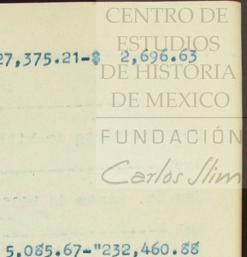 CENTRO DE
ESTUDIOS
27,375.21-$ 2,696.63
DE HISTORIA
DE MEXICO
FUNDACIÓN
Carlos Slim
5,085.67-"232,460.88